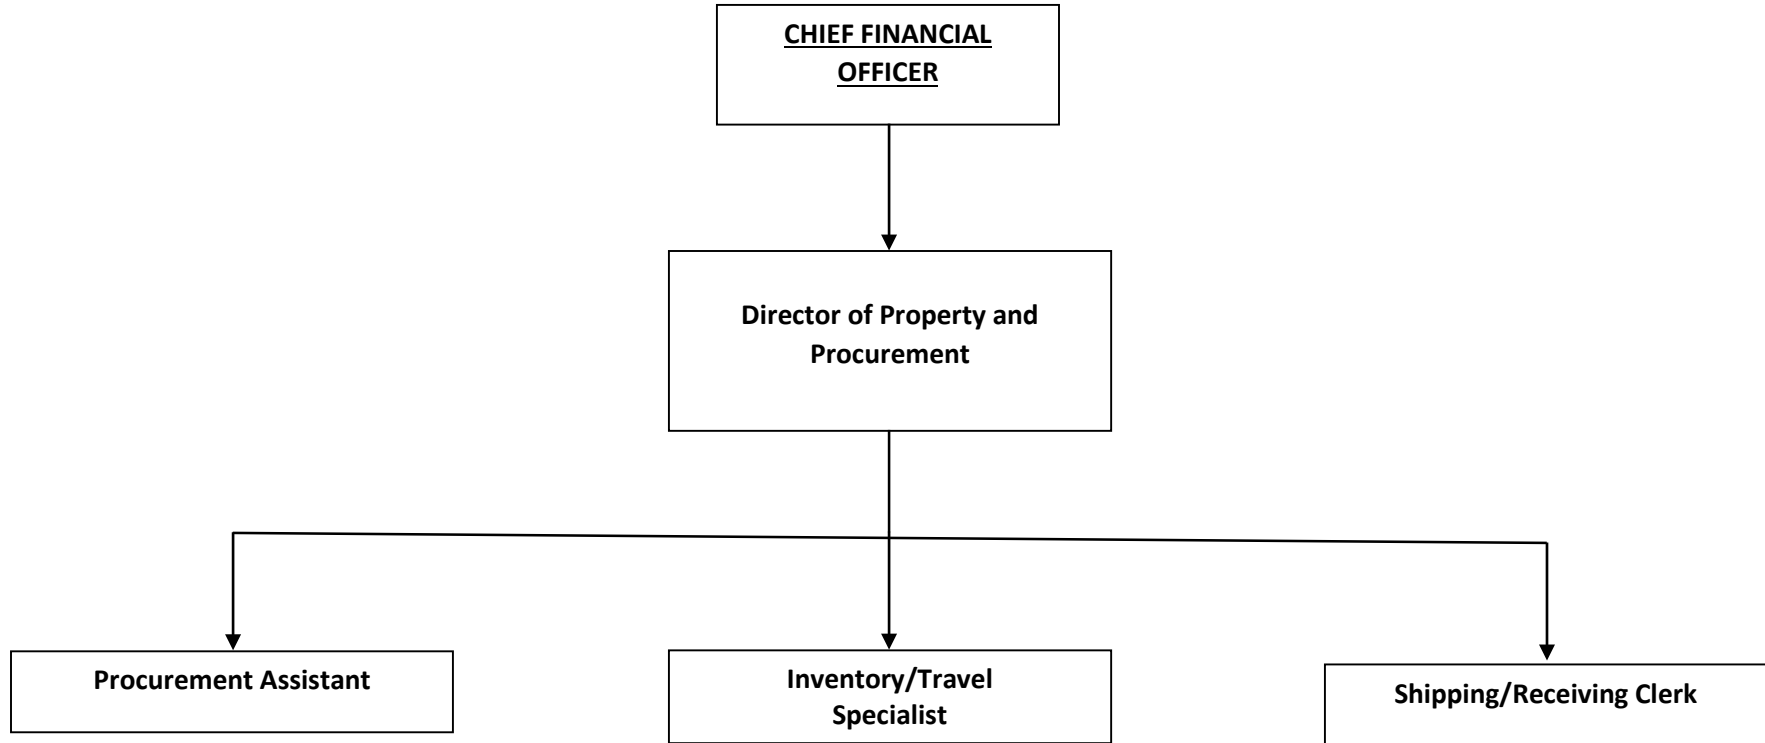 CHIEF FINANCIAL
OFFICER
Director of Property and
Procurement
Procurement Assistant
Inventory/Travel
Specialist
Shipping/Receiving Clerk